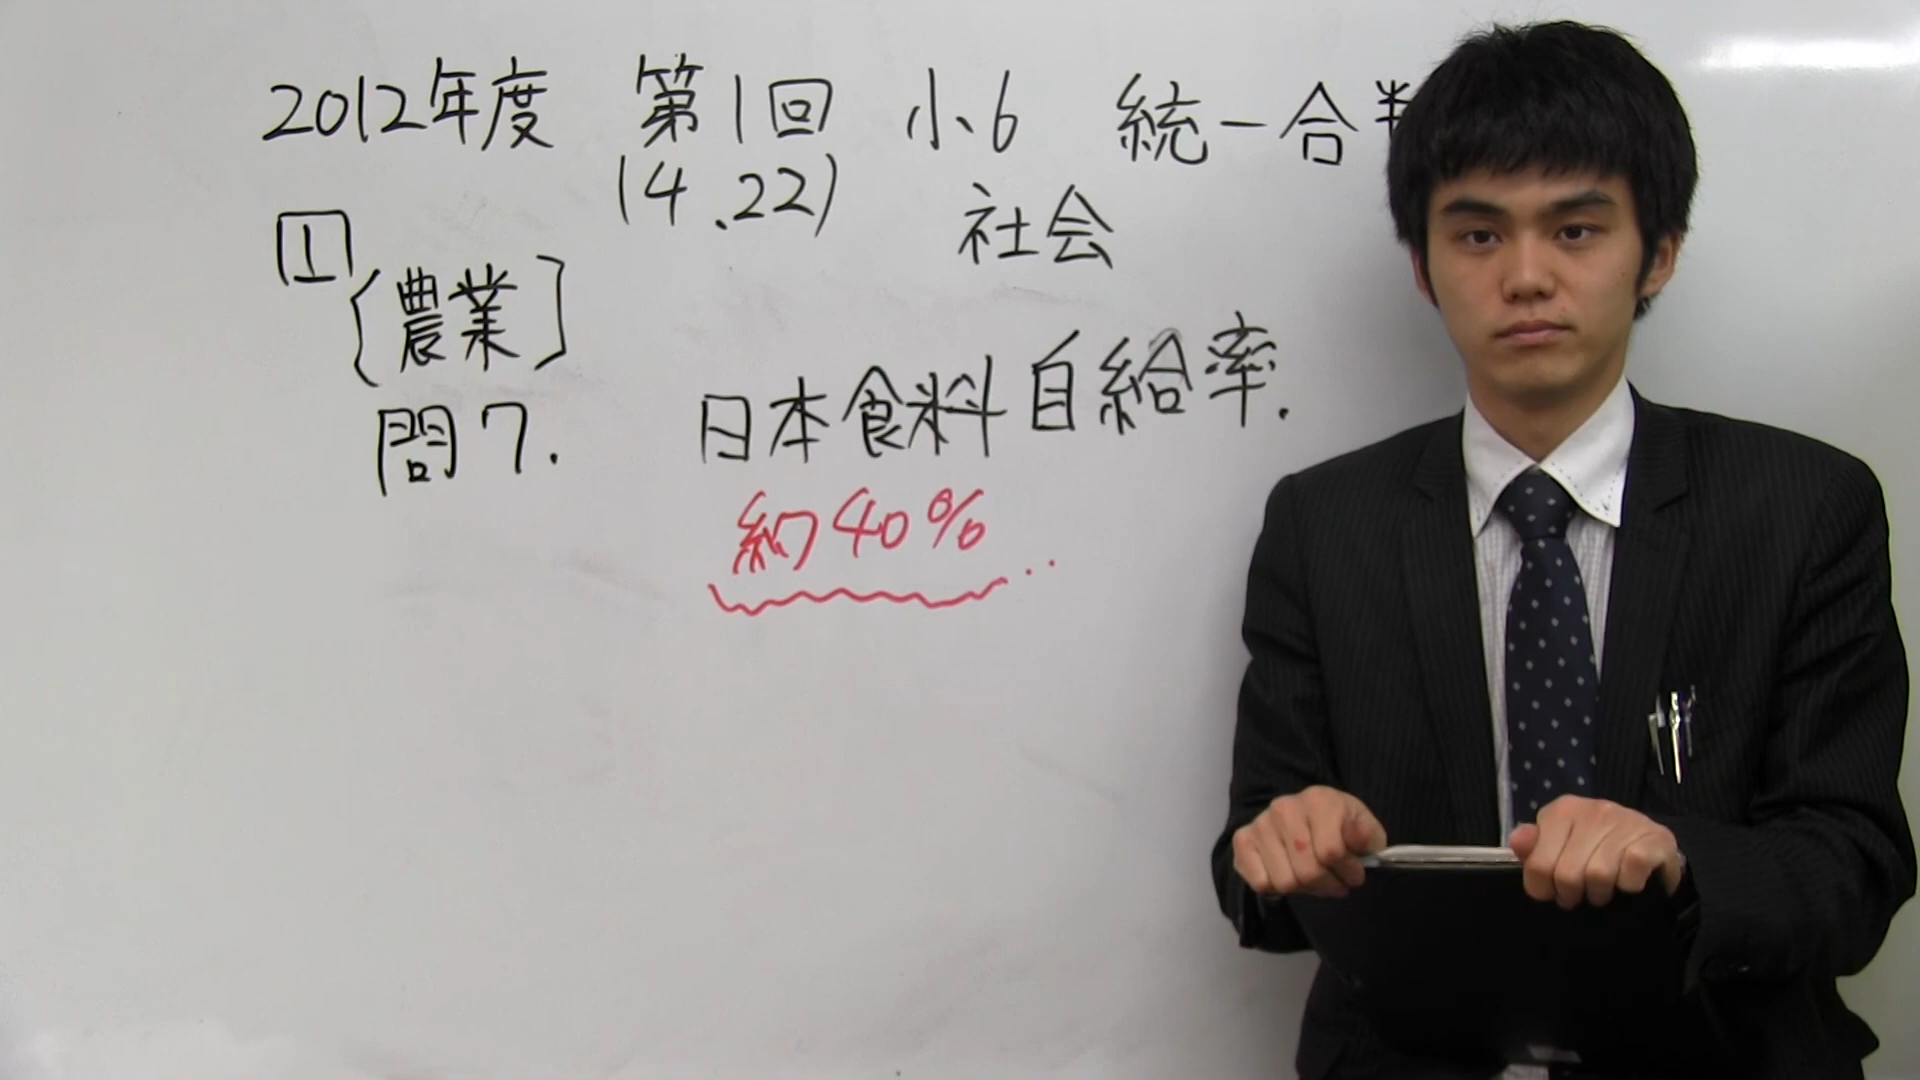 2012年度 第1回 小6 統一合判
(4.22) 社会
1
〔農業〕
問7. 日本食料自給率.
約40%..